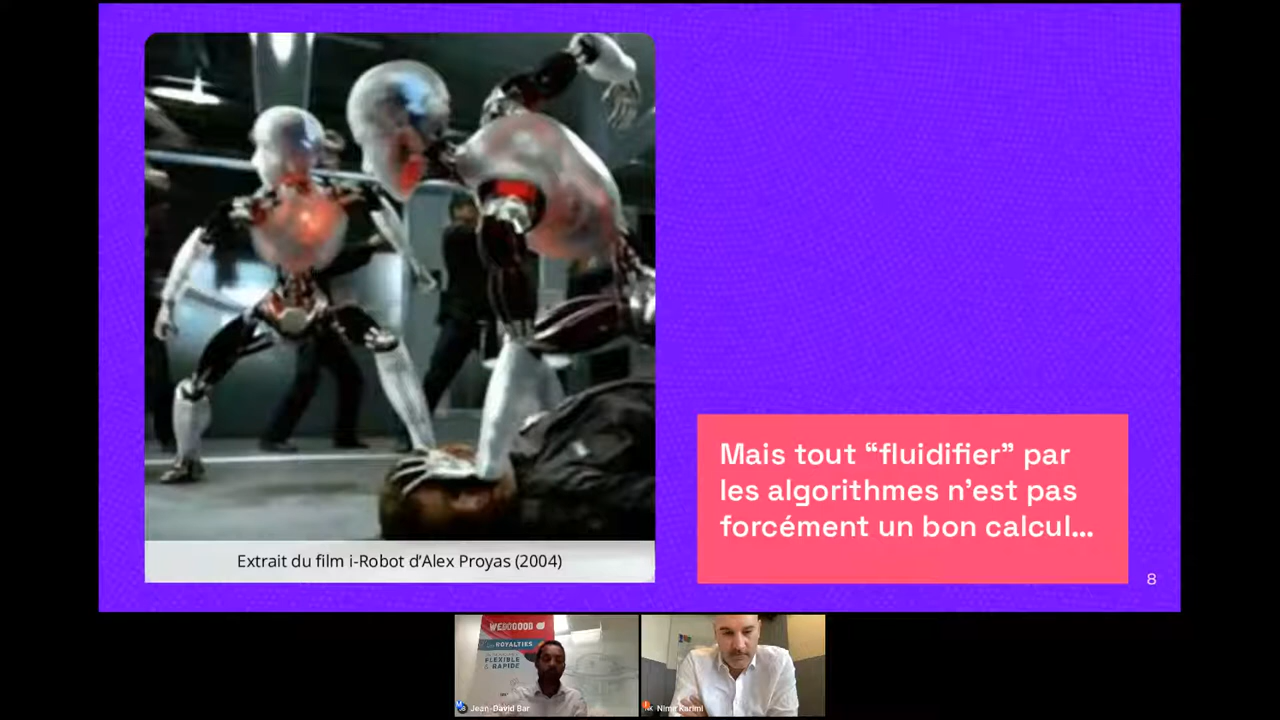 Extrait du film i-Robot d’Alex Proyas (2004)
Mais tout “fluidifier” par
les algorithmes n’est pas
forcément un bon calcul...
8
WEDOGOOD
ROYALTIES
FLEXIBLE
& RAPIDE
Jean-David Bar
Nima Karimi